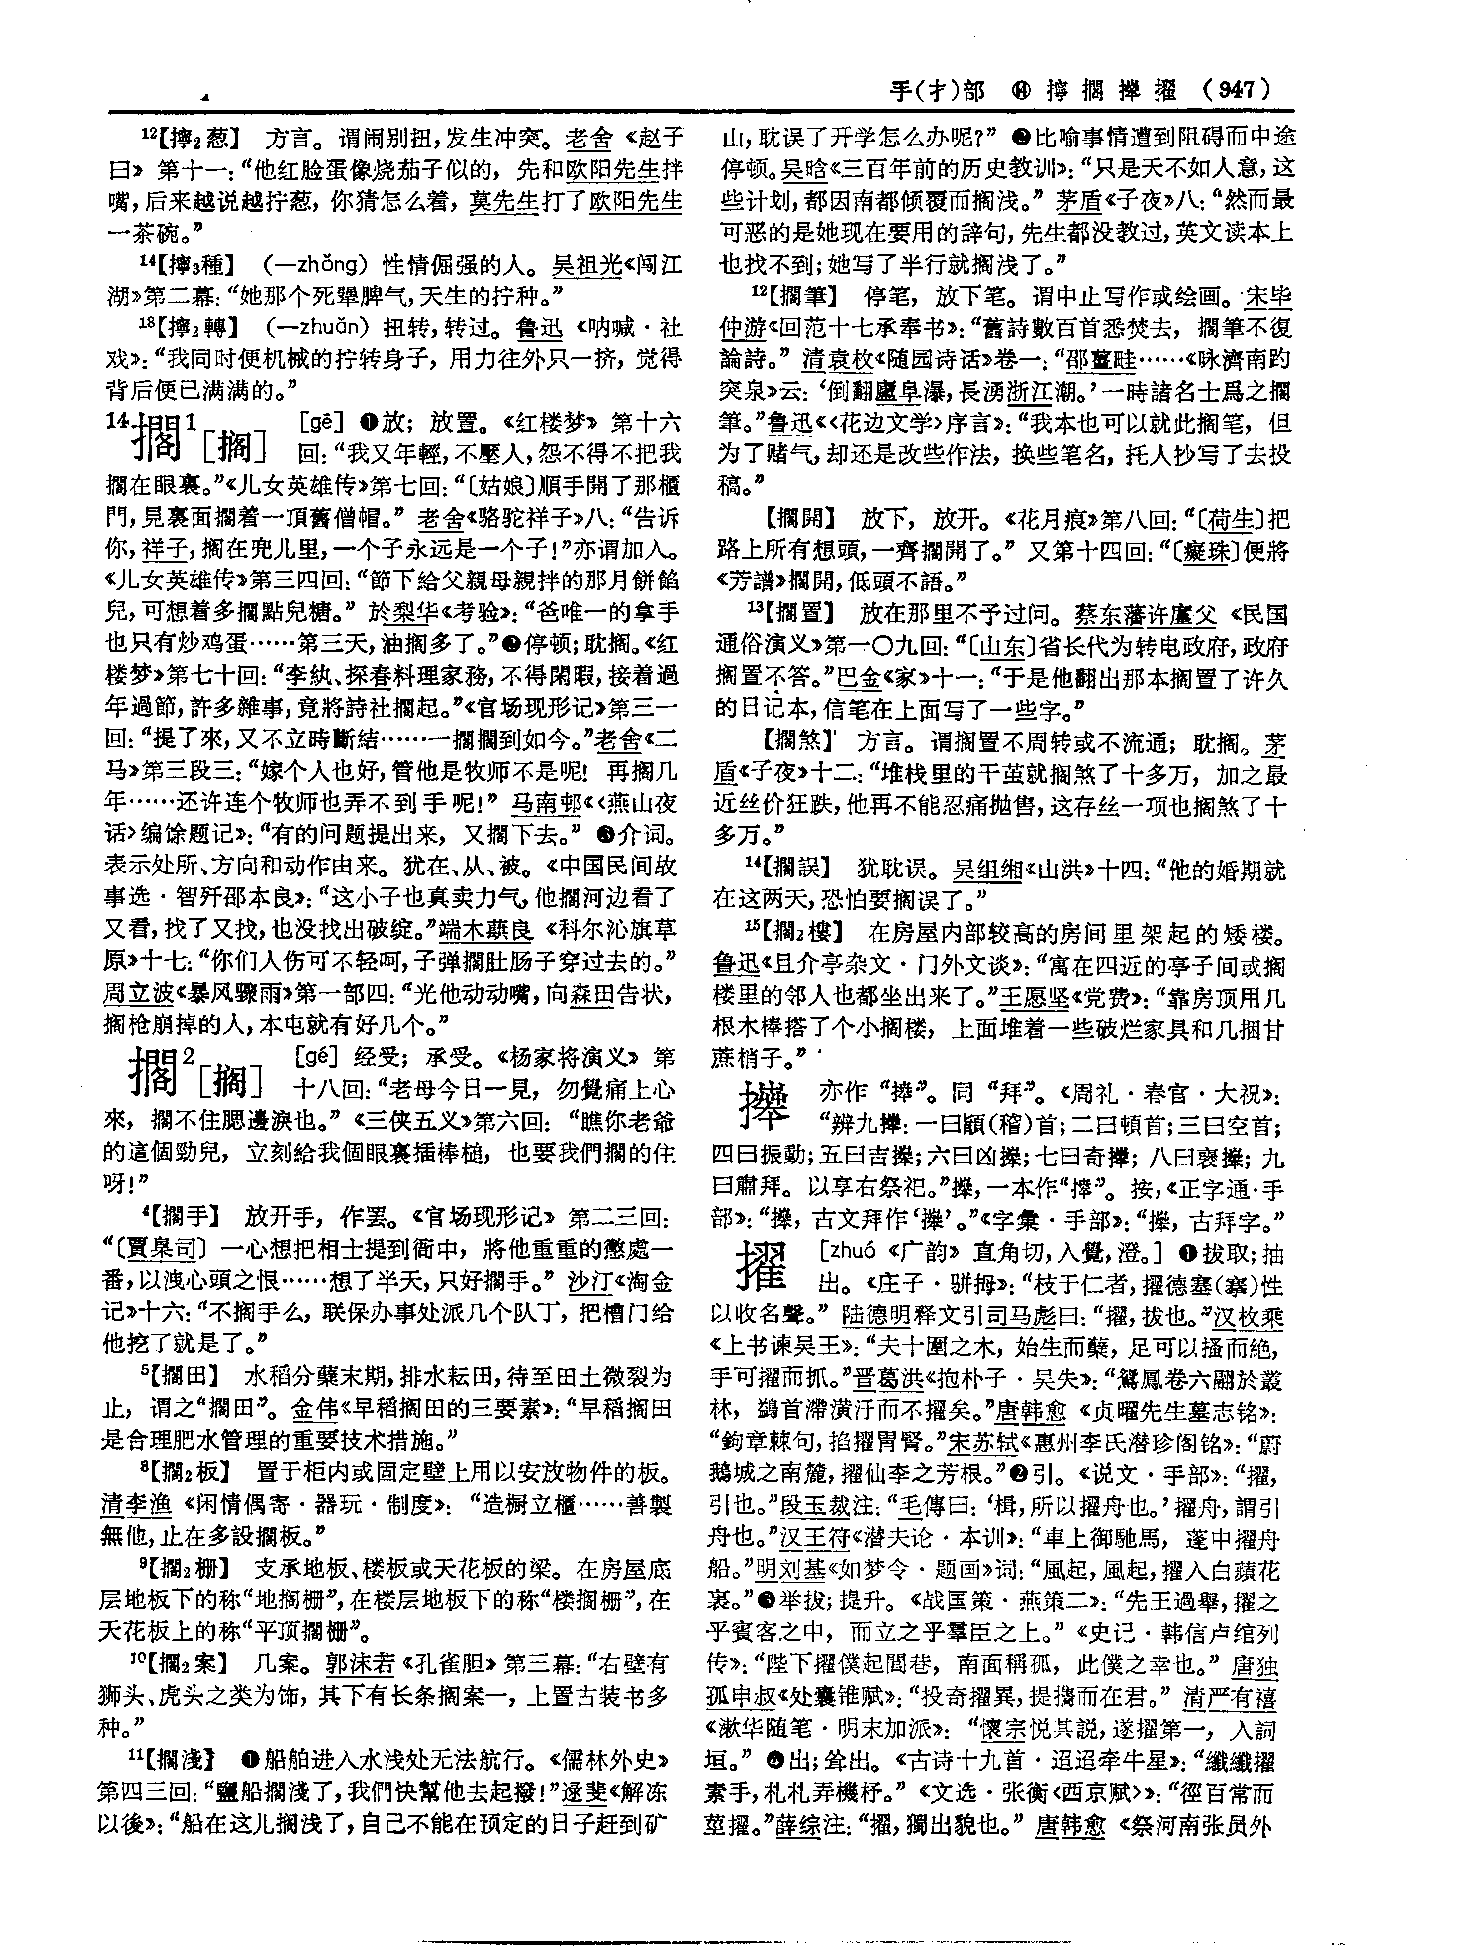 手(扌)部 ⑭ 擰 擱 㩺 擢 (947)
¹²【擰₂葱】 方言。谓闹别扭,发生冲突。老舍《赵子
曰》第十一:“他红脸蛋像烧茄子似的,先和欧阳先生拌
嘴,后来越说越拧葱,你猜怎么着,莫先生打了欧阳先生
一茶碗。”
¹⁴【擰₃種】 (—zhǒng)性情倔强的人。吴祖光《闯江
湖》第二幕:“她那个死犟脾气,天生的拧种。”
¹⁸【擰₂轉】 (—zhuǎn)扭转,转过。鲁迅《呐喊·社
戏》:“我同时便机械的拧转身子,用力往外只一挤,觉得
背后便已满满的。”
14擱¹[搁] [gē] ❶放;放置。《红楼梦》第十六
回:“我又年輕,不壓人,怨不得不把我
擱在眼裏。”《儿女英雄传》第七回:“〔姑娘〕順手開了那櫃
門,見裏面擱着一頂舊僧帽。”老舍《骆驼祥子》八:“告诉
你,祥子,搁在兜儿里,一个子永远是一个子!”亦谓加入。
《儿女英雄传》第三四回:“節下給父親母親拌的那月餅餡
兒,可想着多擱點兒糖。”於梨华《考验》:“爸唯一的拿手
也只有炒鸡蛋……第三天,油搁多了。”❷停顿;耽搁。《红
楼梦》第七十回:“李紈、探春料理家務,不得閑暇,接着過
年過節,許多雜事,竟將詩社擱起。”《官场现形记》第三一
回:“提了來,又不立時斷結……一擱擱到如今。”老舍《二
马》第三段三:“嫁个人也好,管他是牧师不是呢!再搁几
年……还许连个牧师也弄不到手呢!”马南邨《〈燕山夜
话〉编馀题记》:“有的问题提出来,又搁下去。”❸介词。
表示处所、方向和动作由来。犹在、从、被。《中国民间故
事选·智歼邵本良》:“这小子也真卖力气,他搁河边看了
又看,找了又找,也没找出破绽。”端木蕻良《科尔沁旗草
原》十七:“你们人伤可不轻呵,子弹搁肚肠子穿过去的。”
周立波《暴风骤雨》第一部四:“光他动动嘴,向森田告状,
搁枪崩掉的人,本屯就有好几个。”
擱²[搁] [gé] 经受;承受。《杨家将演义》第
十八回:“老母今日一見,勿覺痛上心
來,擱不住腮邊淚也。”《三侠五义》第六回:“瞧你老爺
的這個勁兒,立刻給我個眼裏插棒槌,也要我們擱的住
呀!”
⁴【擱手】 放开手,作罢。《官场现形记》第二三回:
“〔賈臬司〕一心想把相士提到衙中,將他重重的懲處一
番,以洩心頭之恨……想了半天,只好擱手。”沙汀《淘金
记》十六:“不搁手么,联保办事处派几个队丁,把槽门给
他挖了就是了。”
⁵【擱田】 水稻分蘖末期,排水耘田,待至田土微裂为
止,谓之“搁田”。金伟《早稻搁田的三要素》:“早稻搁田
是合理肥水管理的重要技术措施。”
⁸【擱₂板】 置于柜内或固定壁上用以安放物件的板。
清李渔《闲情偶寄·器玩·制度》:“造橱立櫃……善製
無他,止在多設擱板。”
⁹【擱₂栅】 支承地板、楼板或天花板的梁。在房屋底
层地板下的称“地搁栅”,在楼层地板下的称“楼搁栅”,在
天花板上的称“平顶搁栅”。
¹⁰【擱₂案】 几案。郭沫若《孔雀胆》第三幕:“右壁有
狮头、虎头之类为饰,其下有长条搁案一,上置古装书多
种。”
¹¹【擱淺】 ❶船舶进入水浅处无法航行。《儒林外史》
第四三回:“鹽船擱淺了,我們快幫他去起撥!”逯斐《解冻
以後》:“船在这儿搁浅了,自己不能在预定的日子赶到矿
山,耽误了开学怎么办呢?”❷比喻事情遭到阻碍而中途
停顿。吴晗《三百年前的历史教训》:“只是天不如人意,这
些计划,都因南都倾覆而搁浅。”茅盾《子夜》八:“然而最
可恶的是她现在要用的辞句,先生都没教过,英文读本上
也找不到;她写了半行就搁浅了。”
¹²【擱筆】 停笔,放下笔。谓中止写作或绘画。宋毕
仲游《回范十七承奉书》:“舊詩數百首悉焚去,擱筆不復
論詩。”清袁枚《随园诗话》卷一:“邵薑畦……《咏濟南趵
突泉》云:‘倒翻廬阜瀑,長湧浙江潮。’一時諸名士爲之擱
筆。”鲁迅《〈花边文学〉序言》:“我本也可以就此搁笔,但
为了赌气,却还是改些作法,换些笔名,托人抄写了去投
稿。”
【擱開】 放下,放开。《花月痕》第八回:“〔荷生〕把
路上所有想頭,一齊擱開了。”又第十四回:“〔癡珠〕便將
《芳譜》擱開,低頭不語。”
¹³【擱置】 放在那里不予过问。蔡东藩许廑父《民国
通俗演义》第一〇九回:“〔山东〕省长代为转电政府,政府
搁置不答。”巴金《家》十一:“于是他翻出那本搁置了许久
的日记本,信笔在上面写了一些字。”
【擱煞】 方言。谓搁置不周转或不流通;耽搁。茅
盾《子夜》十二:“堆栈里的干茧就搁煞了十多万,加之最
近丝价狂跌,他再不能忍痛抛售,这存丝一项也搁煞了十
多万。”
¹⁴【擱誤】 犹耽误。吴组缃《山洪》十四:“他的婚期就
在这两天,恐怕要搁误了。”
¹⁵【擱₂樓】 在房屋内部较高的房间里架起的矮楼。
鲁迅《且介亭杂文·门外文谈》:“寓在四近的亭子间或搁
楼里的邻人也都坐出来了。”王愿坚《党费》:“靠房顶用几
根木棒搭了个小搁楼,上面堆着一些破烂家具和几捆甘
蔗梢子。”
亦作“㩺”。同“拜”。《周礼·春官·大祝》:
“辨九㩺:一曰䭫(稽)首;二曰頓首;三曰空首;
四曰振動;五曰吉㩺;六曰凶㩺;七曰奇㩺;八曰褒㩺;九
曰肅拜。以享右祭祀。”㩺,一本作“㩺”。按,《正字通·手
部》:“㩺,古文拜作‘㩺’。”《字彙·手部》:“㩺,古拜字。”
擢 [zhuó《广韵》直角切,入覺,澄。] ❶拔取;抽
出。《庄子·骈拇》:“枝于仁者,擢德塞(搴)性
以收名聲。”陆德明释文引司马彪曰:“擢,拔也。”汉枚乘
《上书谏吴王》:“夫十圍之木,始生而蘖,足可以搔而绝,
手可擢而抓。”晋葛洪《抱朴子·吴失》:“鴛鳳卷六翮於叢
林,鷁首滯潢汙而不擢矣。”唐韩愈《贞曜先生墓志铭》:
“鉤章棘句,掐擢胃腎。”宋苏轼《惠州李氏潜珍阁铭》:“蔚
鵝城之南麓,擢仙李之芳根。”❷引。《说文·手部》:“擢,
引也。”段玉裁注:“毛傳曰:‘楫,所以擢舟也。’擢舟,謂引
舟也。”汉王符《潜夫论·本训》:“車上御馳馬,蓬中擢舟
船。”明刘基《如梦令·题画》词:“風起,風起,擢入白蘋花
裏。”❸举拔;提升。《战国策·燕策二》:“先王過舉,擢之
乎賓客之中,而立之乎羣臣之上。”《史记·韩信卢绾列
传》:“陛下擢僕起閭巷,南面稱孤,此僕之幸也。”唐独
孤申叔《处囊锥赋》:“投奇擢異,提擕而在君。”清严有禧
《漱华随笔·明末加派》:“懷宗悦其説,遂擢第一,入詞
垣。”❹出;耸出。《古诗十九首·迢迢牵牛星》:“纖纖擢
素手,札札弄機杼。”《文选·张衡〈西京赋〉》:“徑百常而
莖擢。”薛综注:“擢,獨出貌也。”唐韩愈《祭河南张员外